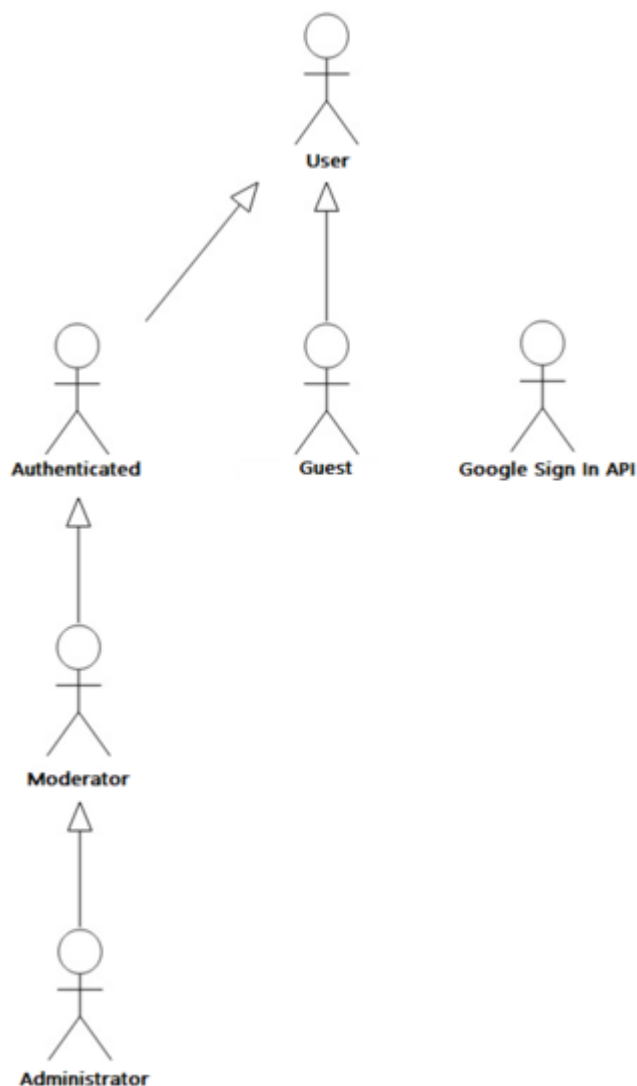 User
Authenticated
Guest
Google Sign In API
Moderator
Administrator